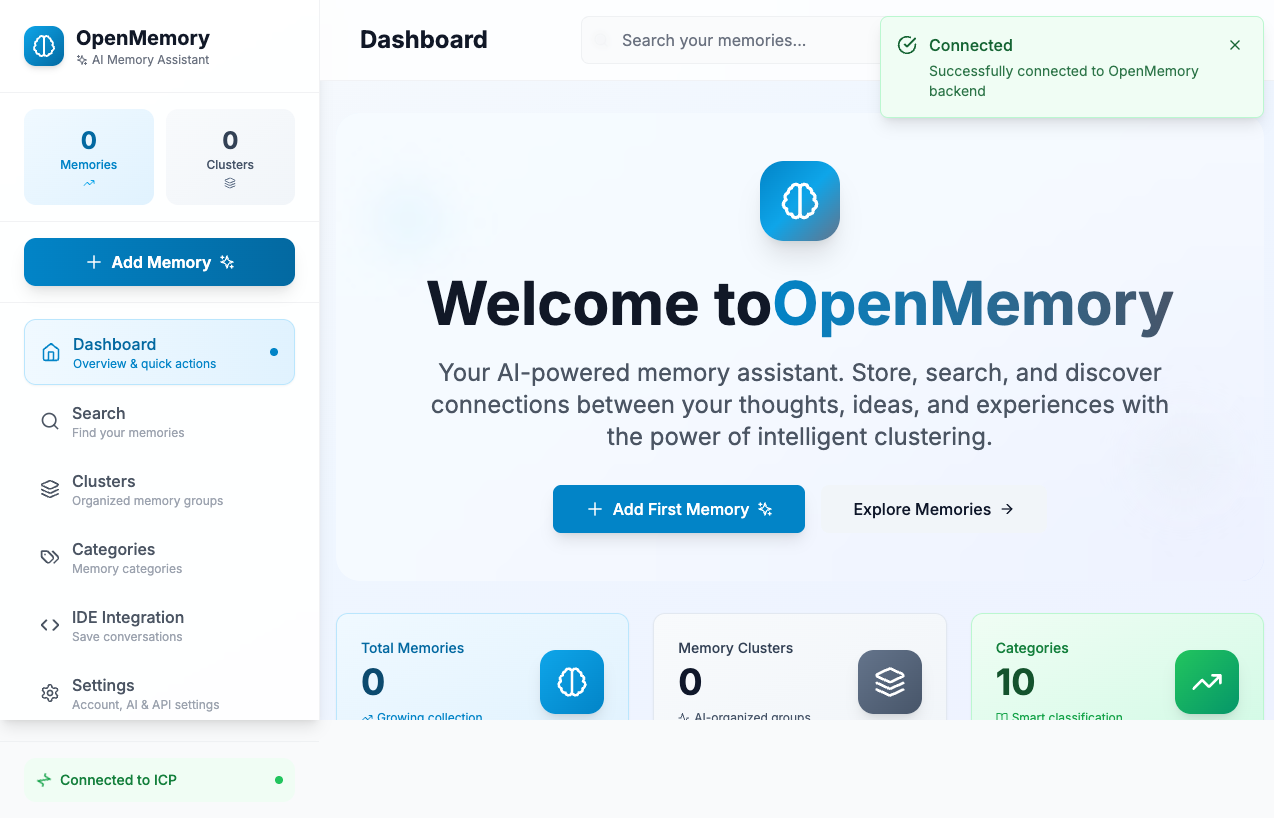 OpenMemory
AI Memory Assistant
0
Memories
0
Clusters
Add Memory
Dashboard
Overview & quick actions
Search
Find your memories
Clusters
Organized memory groups
Categories
Memory categories
IDE Integration
Save conversations
Settings
Account, AI & API settings
Connected to ICP
Dashboard
Search your memories...
Connected
Successfully connected to OpenMemory
backend
Welcome toOpenMemory
Your AI-powered memory assistant. Store, search, and discover
connections between your thoughts, ideas, and experiences with
the power of intelligent clustering.
Add First Memory
Explore Memories
Total Memories
0
Growing collection
Memory Clusters
0
AI-organized groups
Categories
10
Smart classification